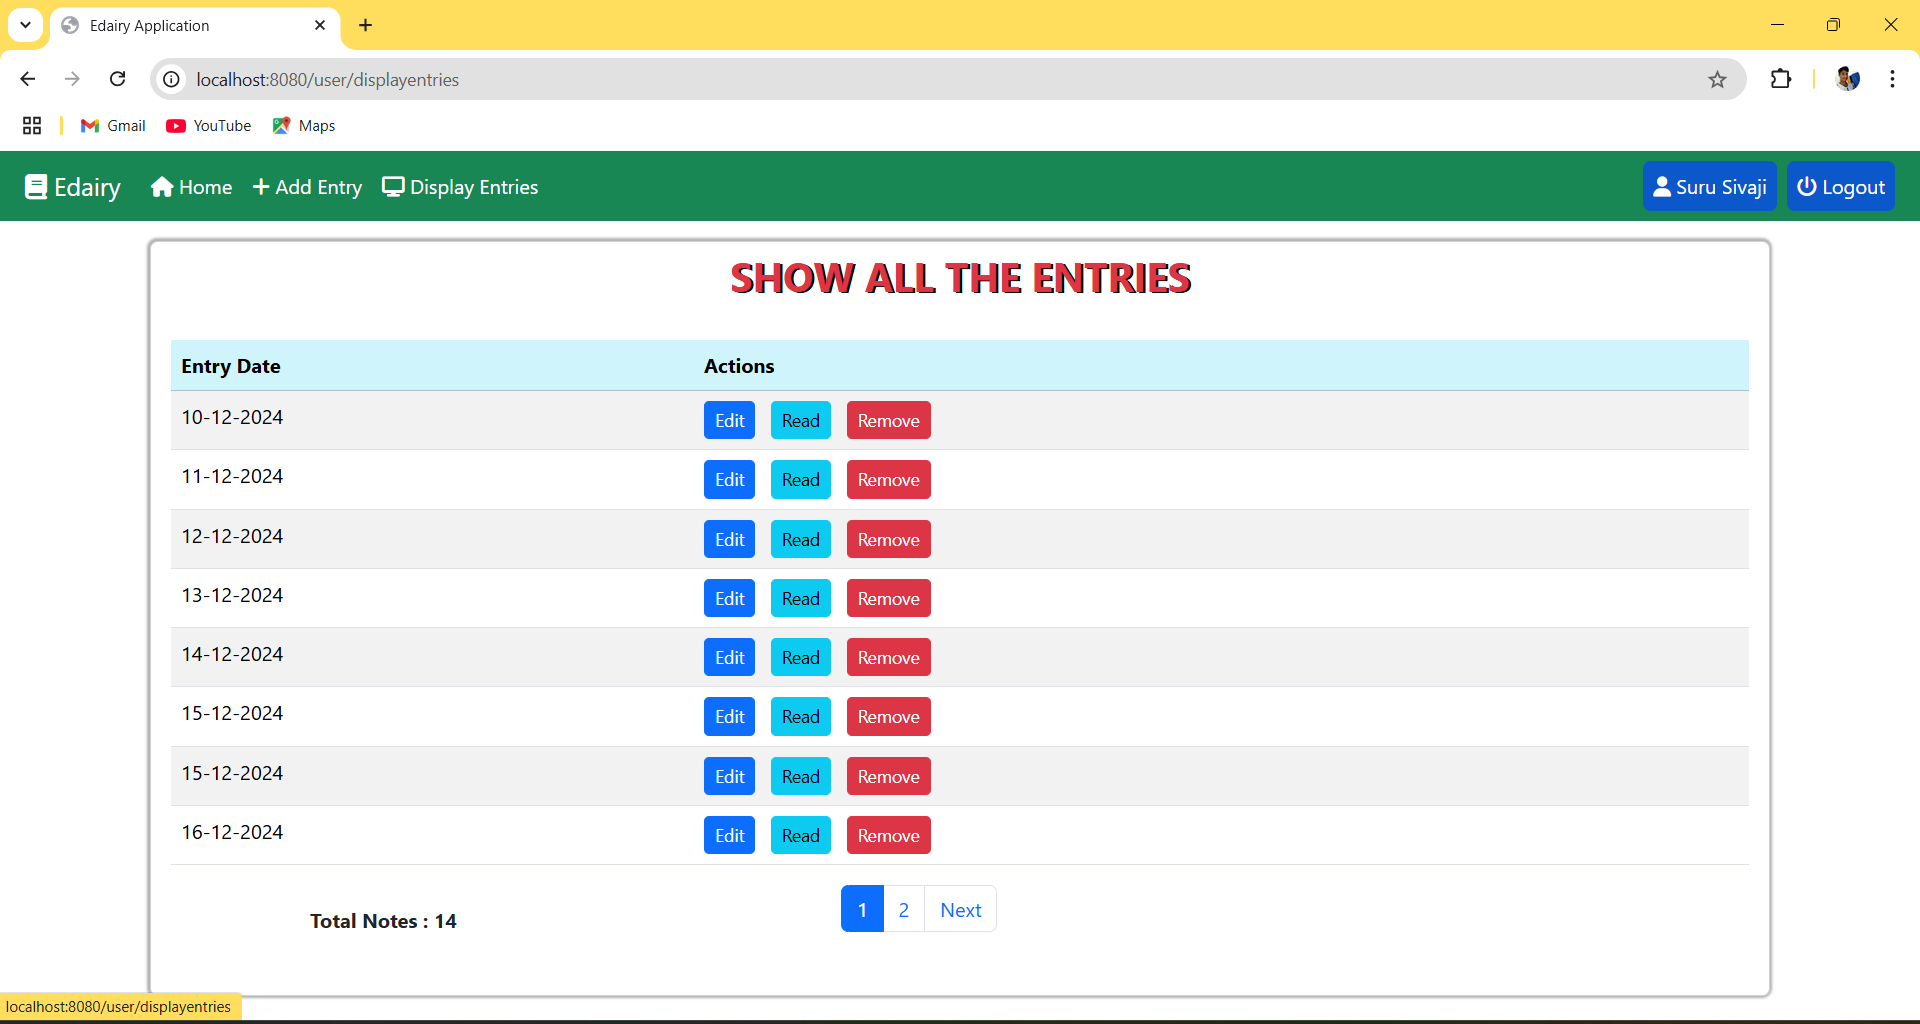 Edairy Application
localhost:8080/user/displayentries
Gmail YouTube Maps
Edairy Home Add Entry Display Entries Suru Sivaji Logout
SHOW ALL THE ENTRIES
Entry Date Actions
10-12-2024 Edit Read Remove
11-12-2024 Edit Read Remove
12-12-2024 Edit Read Remove
13-12-2024 Edit Read Remove
14-12-2024 Edit Read Remove
15-12-2024 Edit Read Remove
15-12-2024 Edit Read Remove
16-12-2024 Edit Read Remove
Total Notes : 14 1 2 Next
localhost:8080/user/displayentries